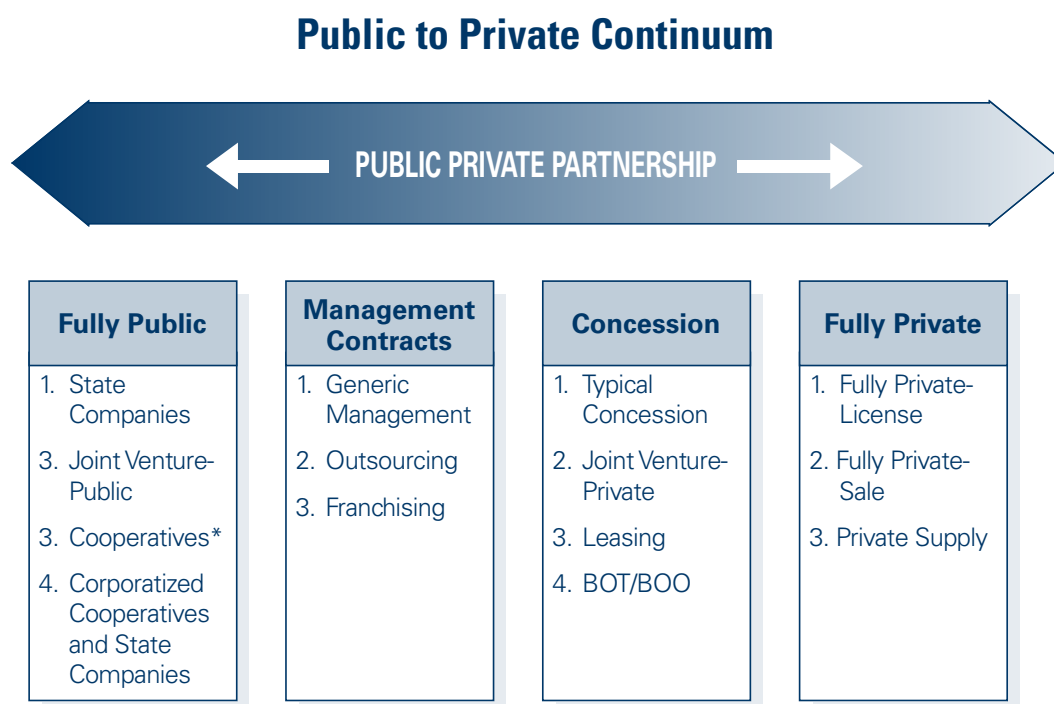 Public to Private Continuum
PUBLIC PRIVATE PARTNERSHIP
Fully Public
1. State
Companies
3. Joint Venture-
Public
3. Cooperatives*
4. Corporatized
Cooperatives
and State
Companies
Management
Contracts
1. Generic
Management
2. Outsourcing
3. Franchising
Concession
1. Typical
Concession
2. Joint Venture-
Private
3. Leasing
4. BOT/BOO
Fully Private
1. Fully Private-
License
2. Fully Private-
Sale
3. Private Supply